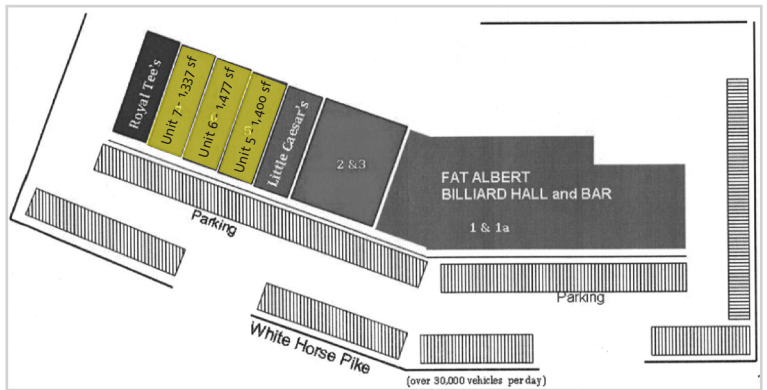 Royal Tee's
Unit 7- 1,337 sf
Unit 6- 1,477 sf
Unit 5- 1,400 sf
Little Caesar's
2 &3
FAT ALBERT
BILLIARD HALL and BAR
1 & 1a
Parking
Parking
White Horse Pike
(over 30,000 vehicles per day)